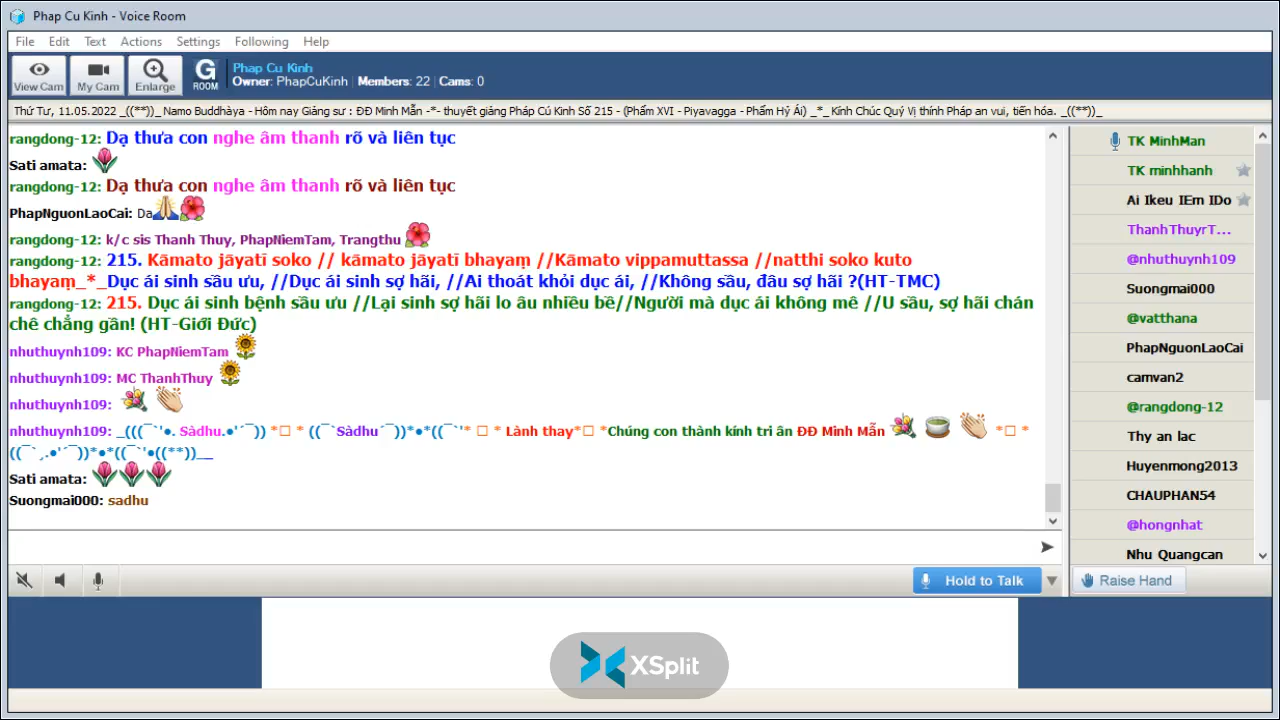 Phap Cu Kinh - Voice Room
File Edit Text Actions Settings Following Help
View Cam
My Cam
Enlarge
G
ROOM
Phap Cu Kinh
Owner: PhapCuKinh | Members: 22 | Cams: 0
Thứ Tư, 11.05.2022 _((**))_ Namo Buddhàya - Hôm nay Giảng sư : ĐĐ Minh Mẫn -*- thuyết giảng Pháp Cú Kinh Số 215 - (Phẩm XVI - Piyavagga - Phẩm Hỷ Ái) _*_ Kính Chúc Quý Vị thính Pháp an vui, tiến hóa. _((**))_
rangdong-12: Dạ thưa con nghe âm thanh rõ và liên tục
Sati amata:
rangdong-12: Dạ thưa con nghe âm thanh rõ và liên tục
PhapNguonLaoCai: Da
rangdong-12: k/c sis Thanh Thuy, PhapNiemTam, Trangthu
rangdong-12: 215. Kāmato jāyatī soko // kāmato jāyatī bhayaṃ //Kāmato vippamuttassa //natthi soko kuto
bhayaṃ_*_Dục ái sinh sầu ưu, //Dục ái sinh sợ hãi, //Ai thoát khỏi dục ái, //Không sầu, đâu sợ hãi ?(HT-TMC)
rangdong-12: 215. Dục ái sinh bệnh sầu ưu //Lại sinh sợ hãi lo âu nhiều bề//Người mà dục ái không mê //U sầu, sợ hãi chán
chê chẳng gần! (HT-Giới Đức)
nhuthuynh109: KC PhapNiemTam
nhuthuynh109: MC ThanhThuy
nhuthuynh109:
nhuthuynh109: _(((¯`'•. Sàdhu.•'´¯)) *□ * ((¯`Sàdhu´¯))*•*((¯`'* □ * Lành thay*□ *Chúng con thành kính tri ân ĐĐ Minh Mẫn *□ *
((¯`¸.•'´¯))*•*((¯`'•((**))__
Sati amata:
Suongmai000: sadhu
Hold to Talk
TK MinhMan
TK minhhanh
Ai Ikeu IEm IDo
ThanhThuyrT...
@nhuthuynh109
Suongmai000
@vatthana
PhapNguonLaoCai
camvan2
@rangdong-12
Thy an lac
Huyenmong2013
CHAUPHAN54
@hongnhat
Nhu Quangcan
Raise Hand
XSplit